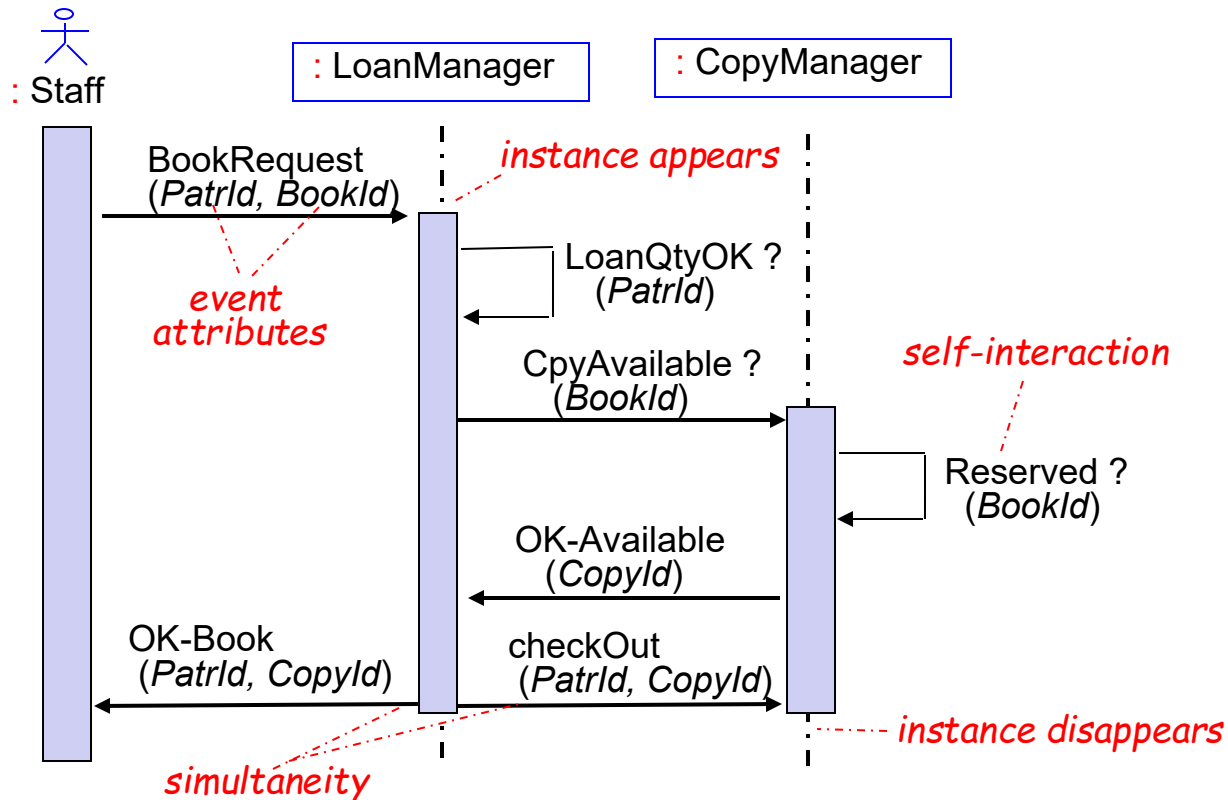 : Staff
: LoanManager
: CopyManager
BookRequest
(PatrId, BookId)
instance appears
event
attributes
LoanQtyOK ?
(PatrId)
CpyAvailable ?
(BookId)
self-interaction
Reserved ?
(BookId)
OK-Available
(CopyId)
OK-Book
(PatrId, CopyId)
checkOut
(PatrId, CopyId)
instance disappears
simultaneity